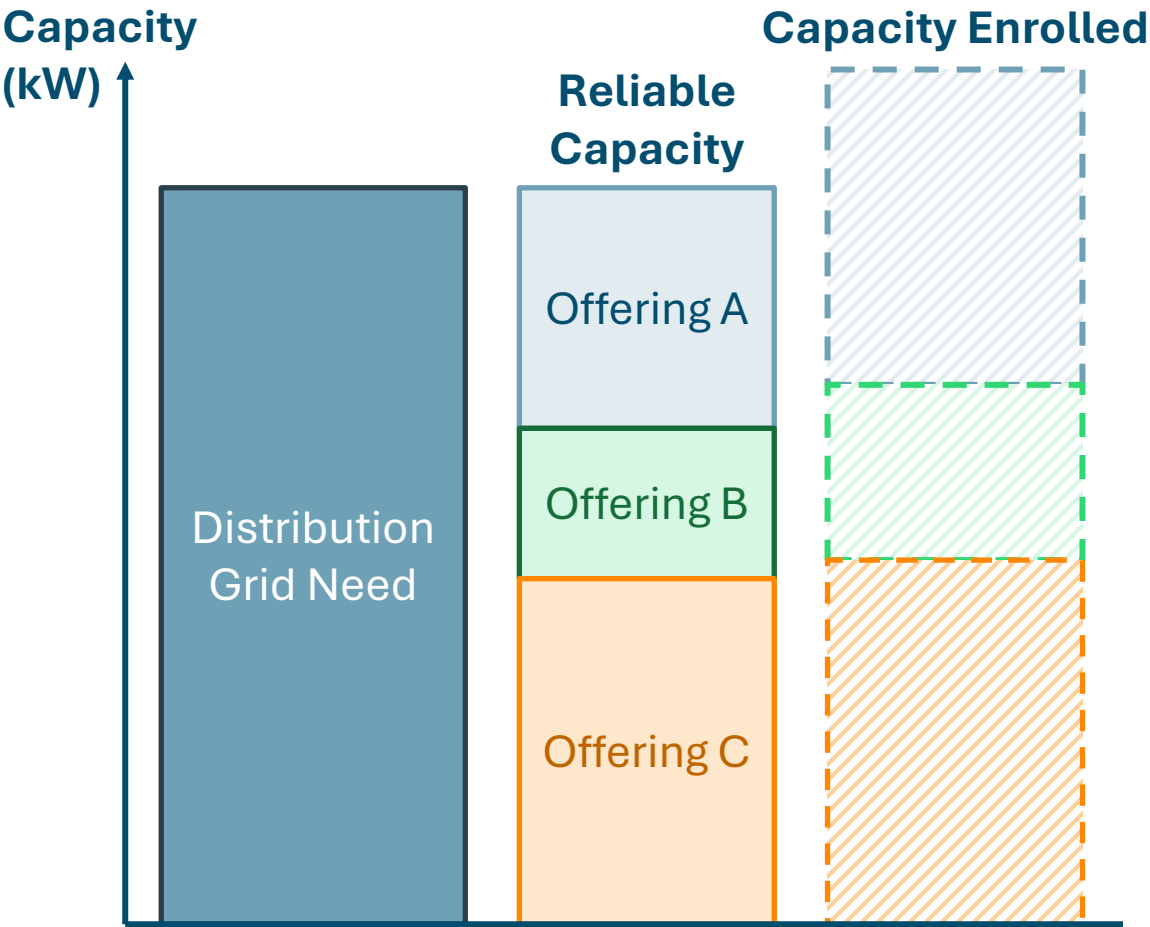 Capacity
(kW)
Capacity Enrolled
Reliable
Capacity
Offering A
Offering B
Distribution
Grid Need
Offering C